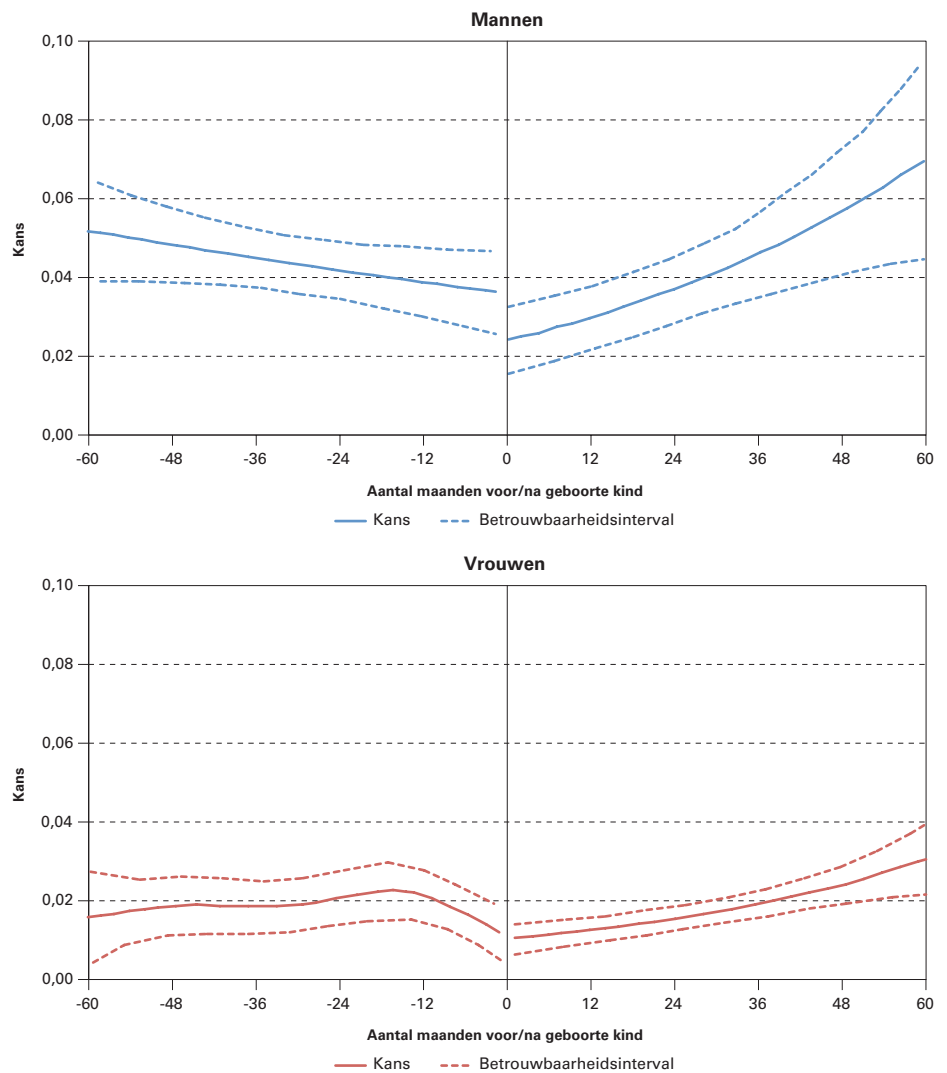 Mannen
0,10
0,08
0,06
0,04
0,02
0,00
Kans
-60 -48 -36 -24 -12 0 12 24 36 48 60
Aantal maanden voor/na geboorte kind
Kans Betrouwbaarheidsinterval
Vrouwen
0,10
0,08
0,06
0,04
0,02
0,00
Kans
-60 -48 -36 -24 -12 0 12 24 36 48 60
Aantal maanden voor/na geboorte kind
Kans Betrouwbaarheidsinterval